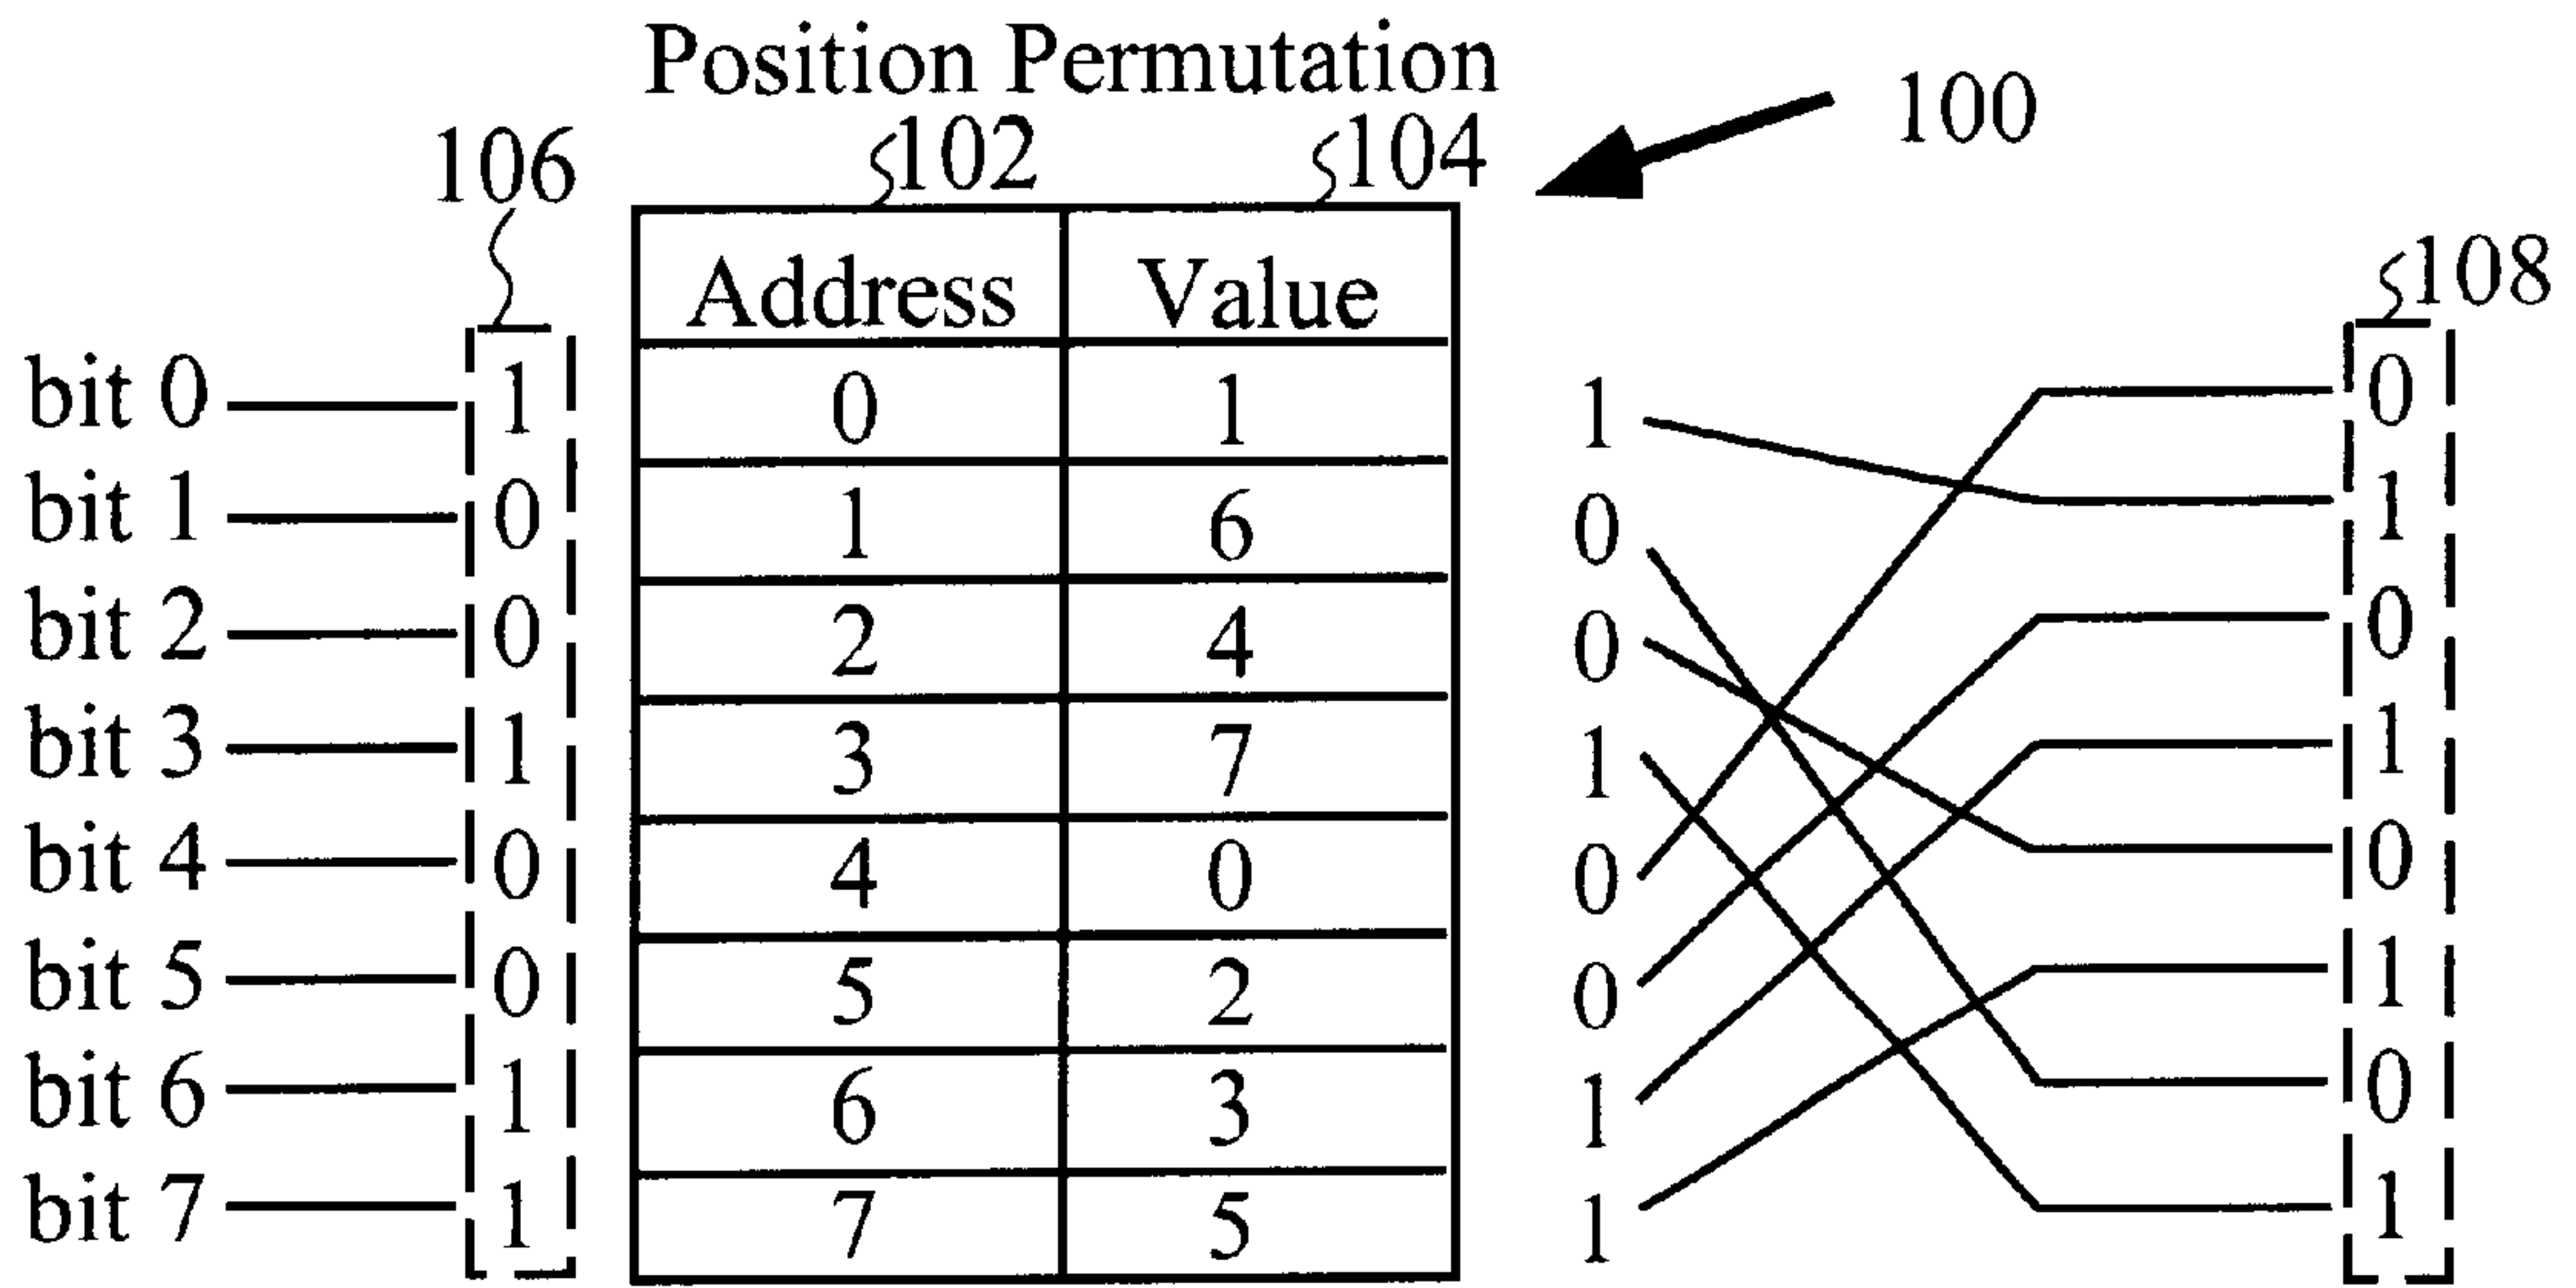 Position Permutation
100
106
102
104
108
Address Value
bit 0 1 0 1 1 0
bit 1 0 1 6 0 1
bit 2 0 2 4 0 0
bit 3 1 3 7 1 1
bit 4 0 4 0 0 0
bit 5 0 5 2 0 1
bit 6 1 6 3 1 0
bit 7 1 7 5 1 1